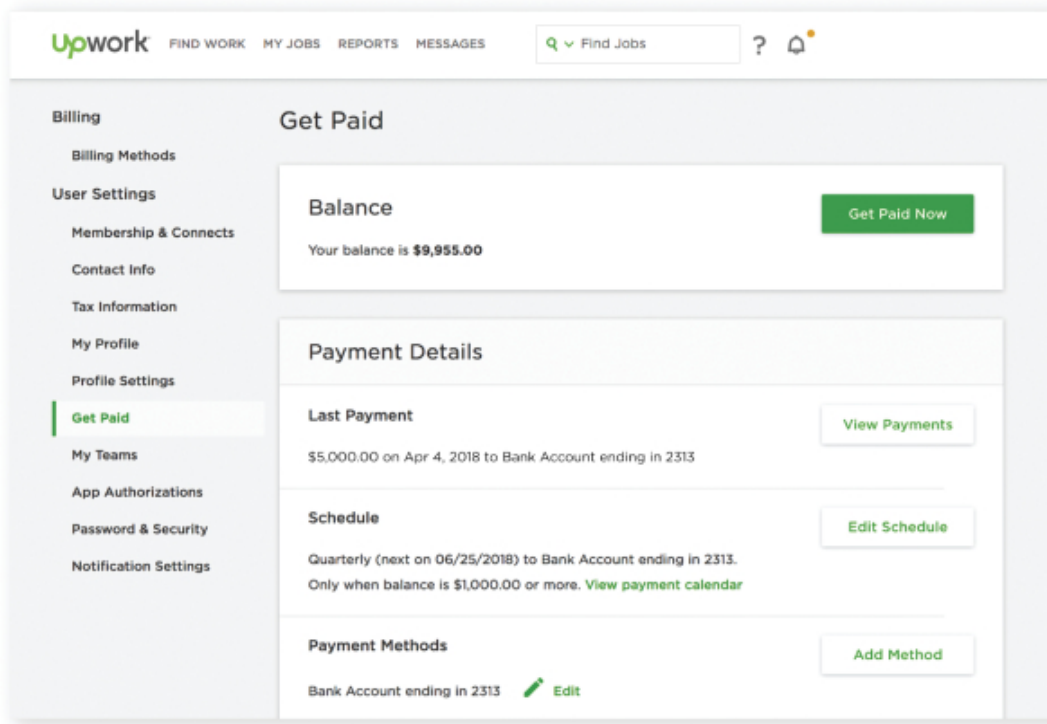 Upwork FIND WORK MY JOBS REPORTS MESSAGES Find Jobs ?
Billing
Billing Methods
User Settings
Membership & Connects
Contact Info
Tax Information
My Profile
Profile Settings
Get Paid
My Teams
App Authorizations
Password & Security
Notification Settings
Get Paid
Balance
Get Paid Now
Your balance is $9,955.00
Payment Details
Last Payment
View Payments
$5,000.00 on Apr 4, 2018 to Bank Account ending in 2313
Schedule
Edit Schedule
Quarterly (next on 06/25/2018) to Bank Account ending in 2313.
Only when balance is $1,000.00 or more. View payment calendar
Payment Methods
Add Method
Bank Account ending in 2313 Edit